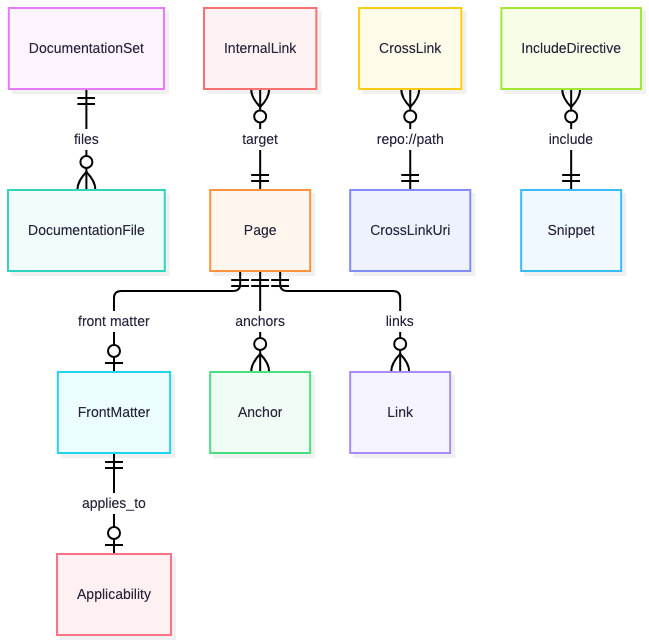 DocumentationSet
InternalLink
CrossLink
IncludeDirective
files
target
repo://path
include
DocumentationFile
Page
CrossLinkUri
Snippet
front matter
anchors
links
FrontMatter
Anchor
Link
applies_to
Applicability